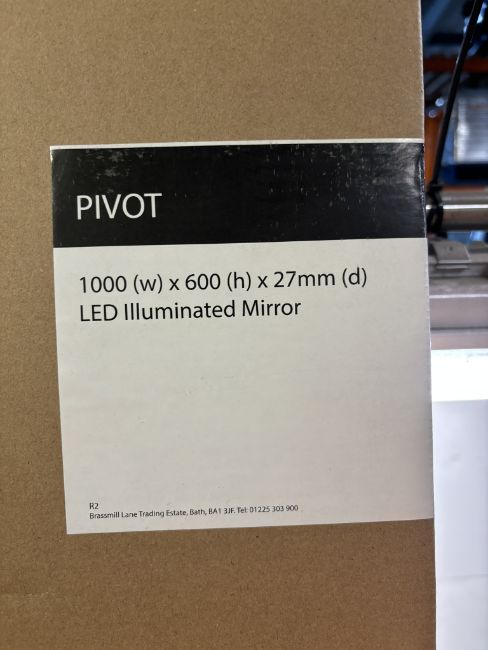 PIVOT
1000 (w) x 600 (h) x 27mm (d)
LED Illuminated Mirror
R2
Brassmill Lane Trading Estate, Bath, BA1 3JF. Tel: 01225 303 900